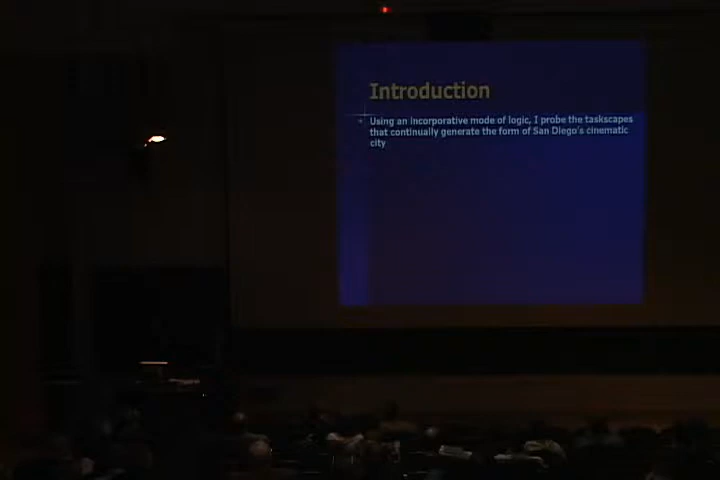 Introduction
Using an incorporative mode of logic, I probe the taskscapes
that continually generate the form of San Diego's cinematic
city